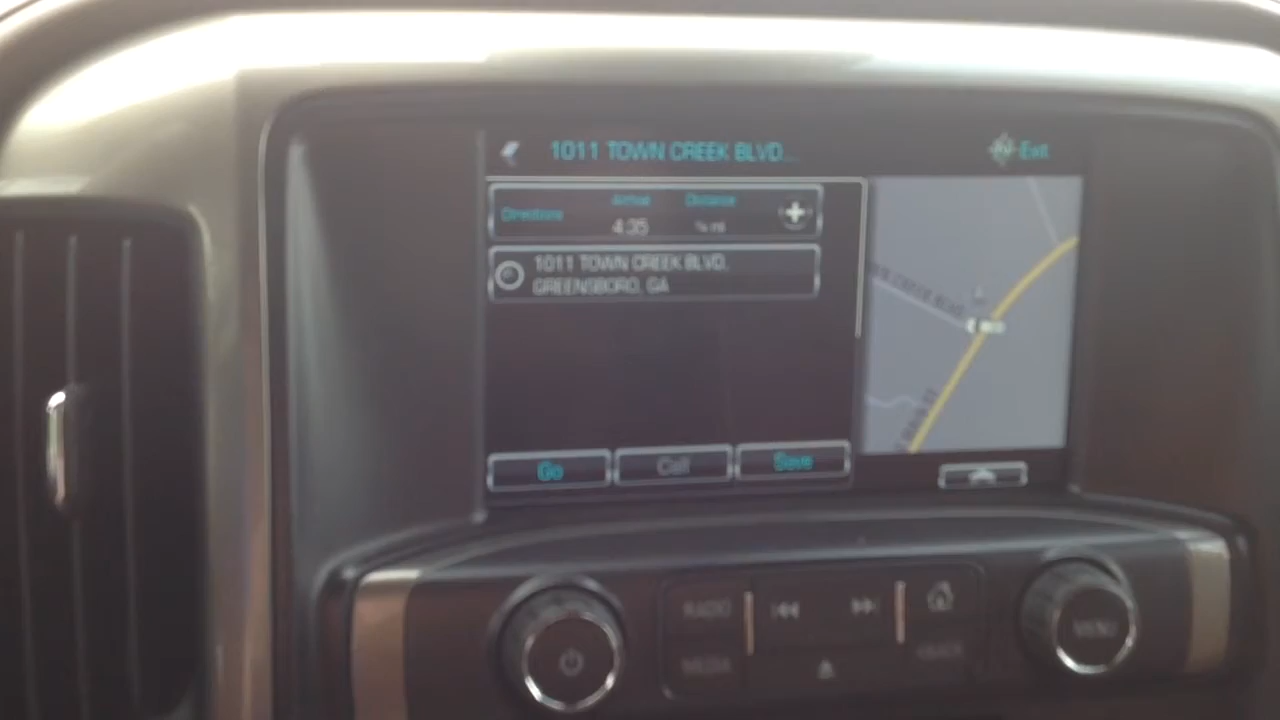 1011 TOWN CREEK BLVD...
Exit
Directions
Arrival
Distance
4:35
1011 TOWN CREEK BLVD,
GREENSBORO, GA
Go
Call
Save
RADIO
MEDIA
BACK
MENU